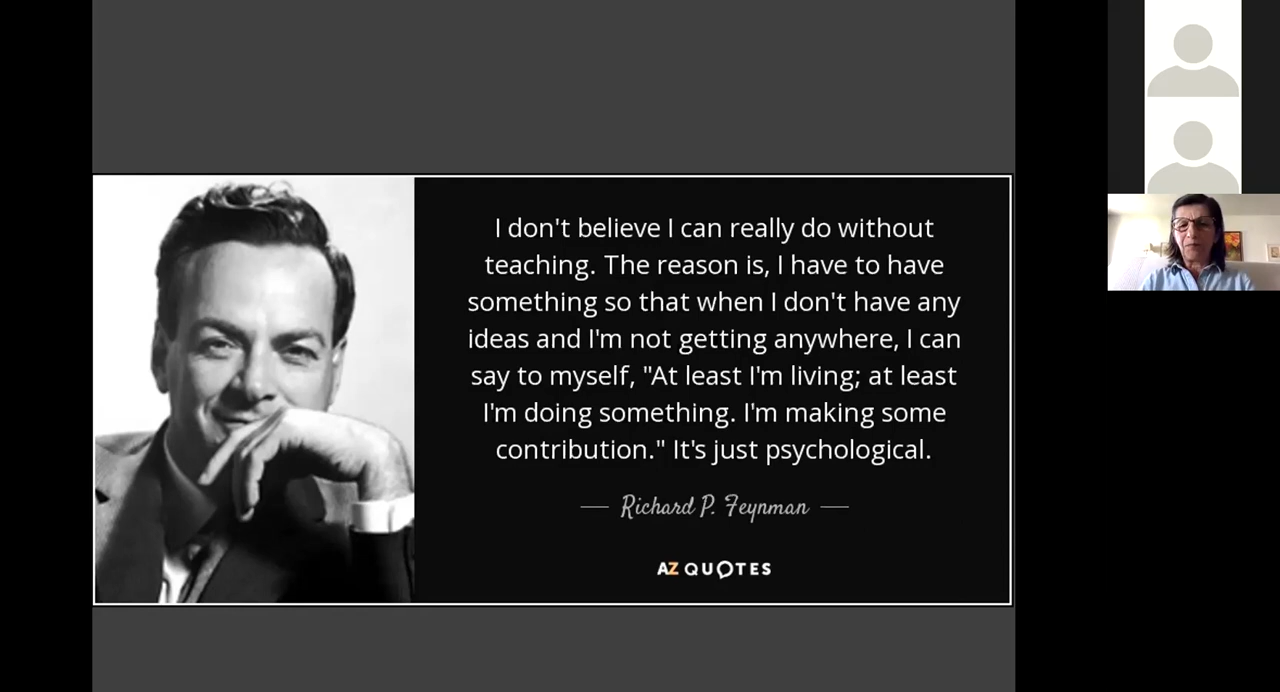 I don't believe I can really do without
teaching. The reason is, I have to have
something so that when I don't have any
ideas and I'm not getting anywhere, I can
say to myself, "At least I'm living; at least
I'm doing something. I'm making some
contribution." It's just psychological.
Richard P. Feynman
AZ QUOTES